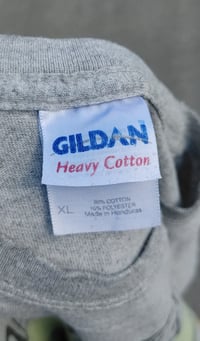 GILDAN
Heavy Cotton
XL
90% COTTON
10% POLYESTER
Made in Honduras